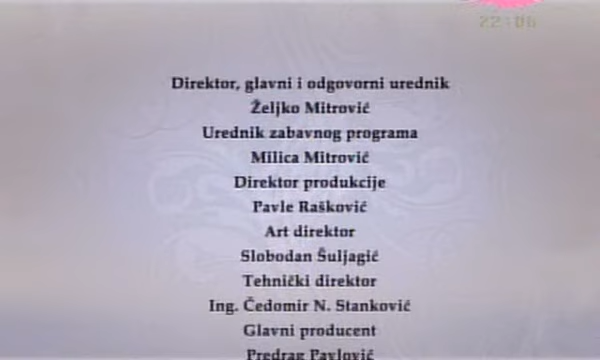 22:06
Direktor, glavni i odgovorni urednik
Željko Mitrović
Urednik zabavnog programa
Milica Mitrović
Direktor produkcije
Pavle Rašković
Art direktor
Slobodan Šuljagić
Tehnički direktor
Ing. Čedomir N. Stanković
Glavni producent
Predrag Pavlović